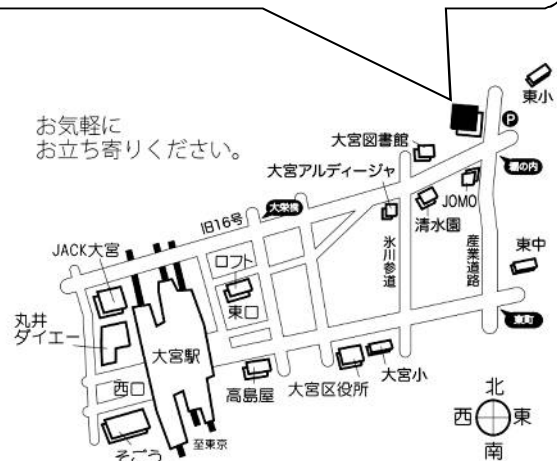 お気軽に
お立ち寄りください。
東小
P
大宮図書館
堀の内
大宮アルディージャ
JOMO
大栄橋
清水園
旧16号
JACK大宮
ロフト
氷川参道
産業道路
東中
東口
丸井
ダイエー
大宮駅
東町
大宮小
西口
高島屋
大宮区役所
北
西
東
南
至東京
そごう